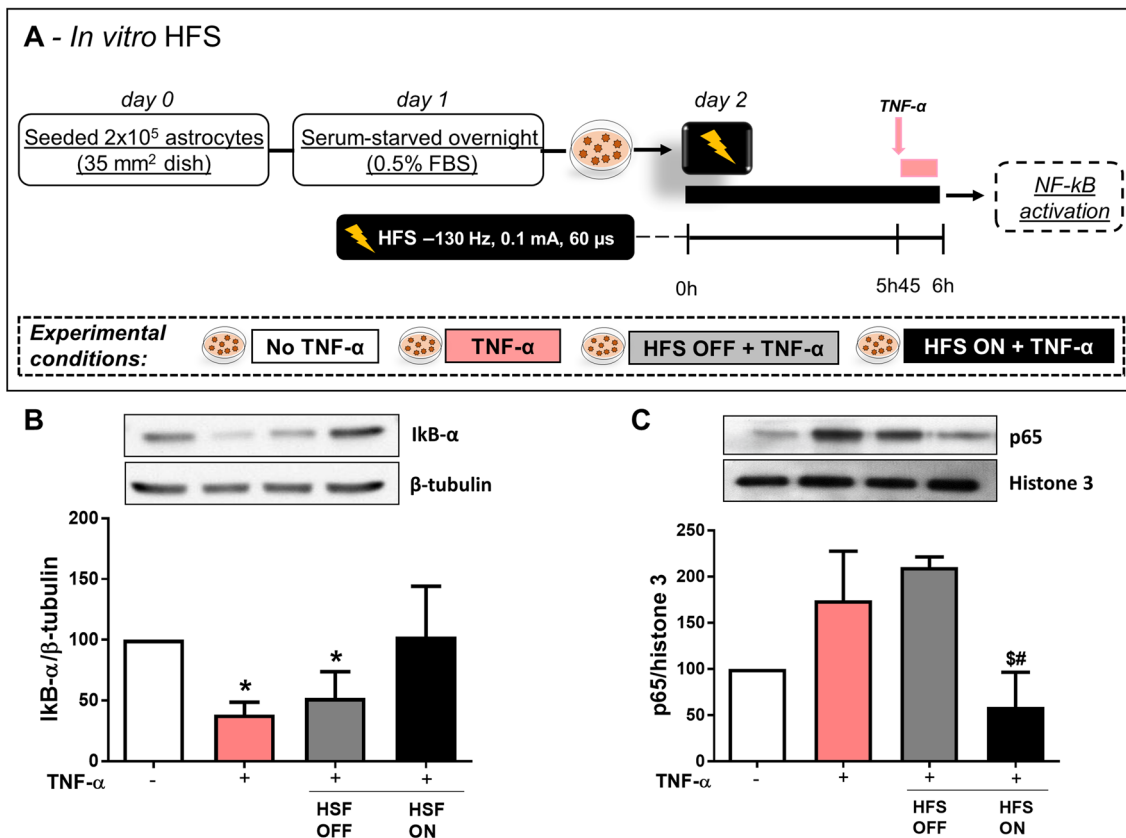 A - In vitro HFS
day 0
day 1
day 2
TNF-α
Seeded 2x10⁵ astrocytes
(35 mm² dish)
Serum-starved overnight
(0.5% FBS)
NF-kB
activation
HFS –130 Hz, 0.1 mA, 60 µs
0h
5h45
6h
Experimental
conditions:
No TNF-α
TNF-α
HFS OFF + TNF-α
HFS ON + TNF-α
B
IkB-α
β-tubulin
200
150
100
50
0
IkB-α/β-tubulin
*
*
TNF-α
-
+
+
+
HSF
OFF
HSF
ON
C
p65
Histone 3
250
200
150
100
50
0
p65/histone 3
$#
TNF-α
-
+
+
+
HFS
OFF
HFS
ON